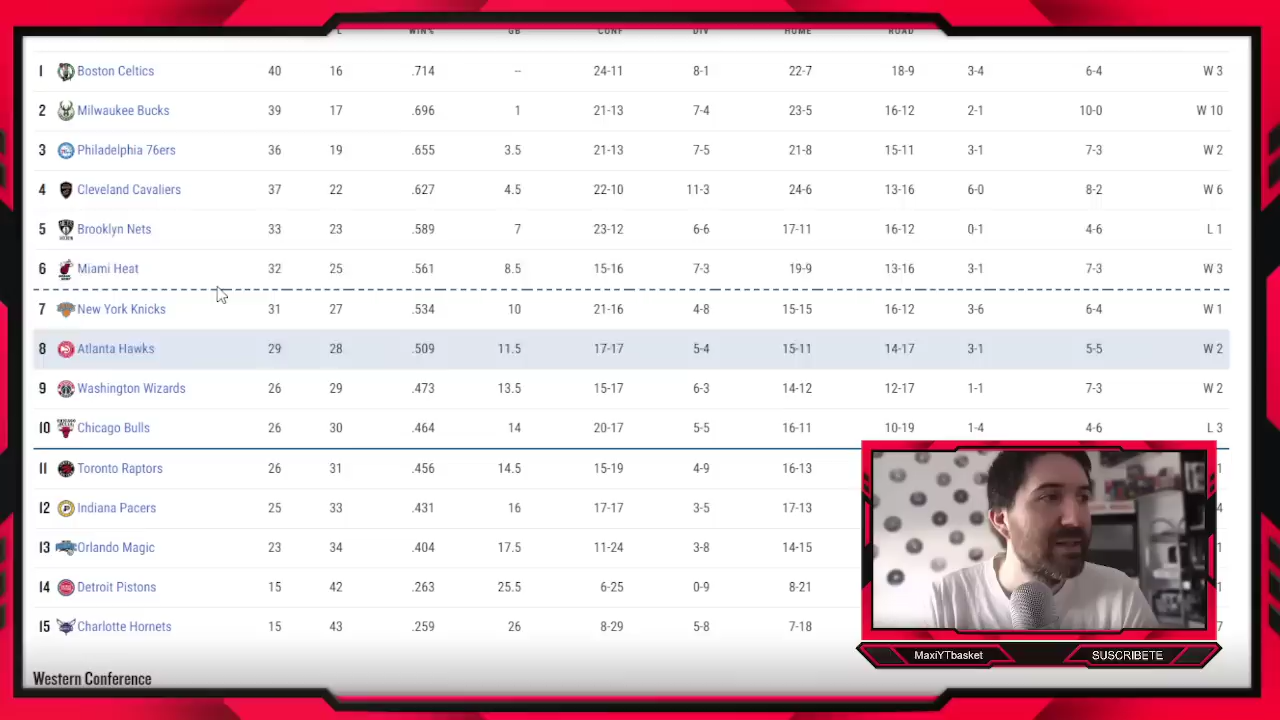 L WIN% GB CONF DIV HOME ROAD
1 Boston Celtics 40 16 .714 -- 24-11 8-1 22-7 18-9 3-4 6-4 W 3
2 Milwaukee Bucks 39 17 .696 1 21-13 7-4 23-5 16-12 2-1 10-0 W 10
3 Philadelphia 76ers 36 19 .655 3.5 21-13 7-5 21-8 15-11 3-1 7-3 W 2
4 Cleveland Cavaliers 37 22 .627 4.5 22-10 11-3 24-6 13-16 6-0 8-2 W 6
5 Brooklyn Nets 33 23 .589 7 23-12 6-6 17-11 16-12 0-1 4-6 L 1
6 Miami Heat 32 25 .561 8.5 15-16 7-3 19-9 13-16 3-1 7-3 W 3
7 New York Knicks 31 27 .534 10 21-16 4-8 15-15 16-12 3-6 6-4 W 1
8 Atlanta Hawks 29 28 .509 11.5 17-17 5-4 15-11 14-17 3-1 5-5 W 2
9 Washington Wizards 26 29 .473 13.5 15-17 6-3 14-12 12-17 1-1 7-3 W 2
10 Chicago Bulls 26 30 .464 14 20-17 5-5 16-11 10-19 1-4 4-6 L 3
11 Toronto Raptors 26 31 .456 14.5 15-19 4-9 16-13 1
12 Indiana Pacers 25 33 .431 16 17-17 3-5 17-13 4
13 Orlando Magic 23 34 .404 17.5 11-24 3-8 14-15 1
14 Detroit Pistons 15 42 .263 25.5 6-25 0-9 8-21 1
15 Charlotte Hornets 15 43 .259 26 8-29 5-8 7-18 7
MaxiYTbasket SUSCRIBETE
Western Conference